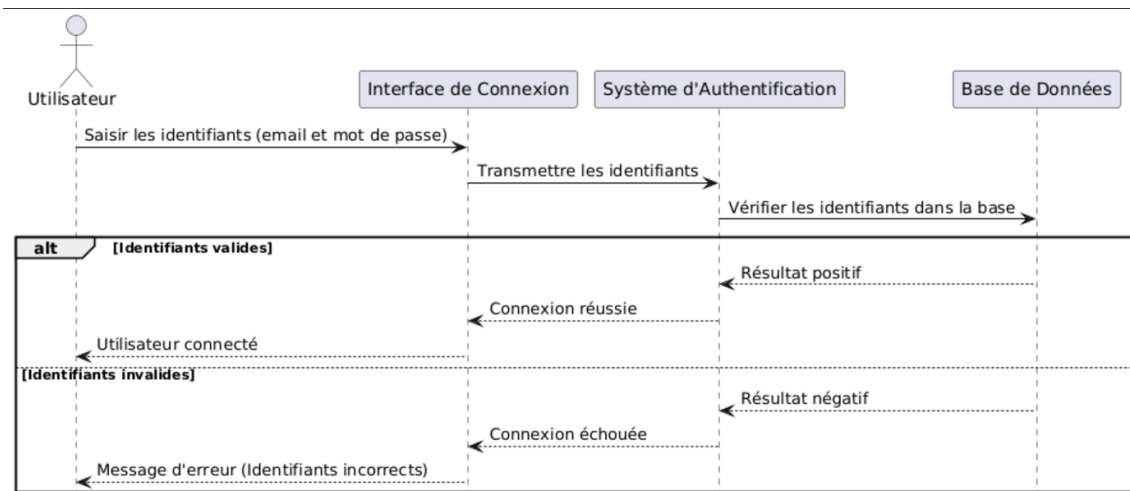 Utilisateur
Interface de Connexion
Système d'Authentification
Base de Données
Saisir les identifiants (email et mot de passe)
Transmettre les identifiants
Vérifier les identifiants dans la base
alt [Identifiants valides]
Résultat positif
Connexion réussie
Utilisateur connecté
[Identifiants invalides]
Résultat négatif
Connexion échouée
Message d'erreur (Identifiants incorrects)